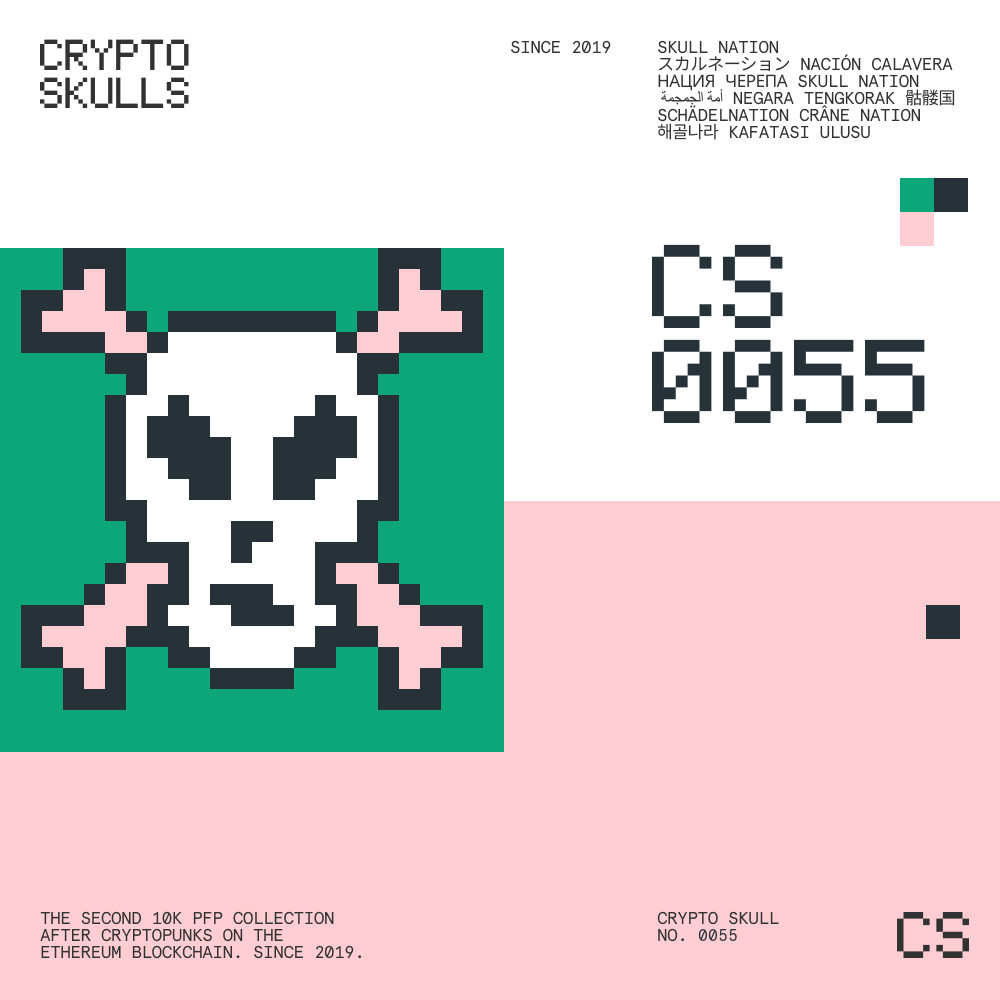 CRYPTO
SKULLS
SINCE 2019
SKULL NATION
スカルネーション NACIÓN CALAVERA
НАЦИЯ ЧЕРЕПА SKULL NATION
أمة الجمجمة NEGARA TENGKORAK 骷髅国
SCHÄDELNATION CRÂNE NATION
해골나라 KAFATASI ULUSU
CS
0055
THE SECOND 10K PFP COLLECTION
AFTER CRYPTOPUNKS ON THE
ETHEREUM BLOCKCHAIN. SINCE 2019.
CRYPTO SKULL
NO. 0055
CS